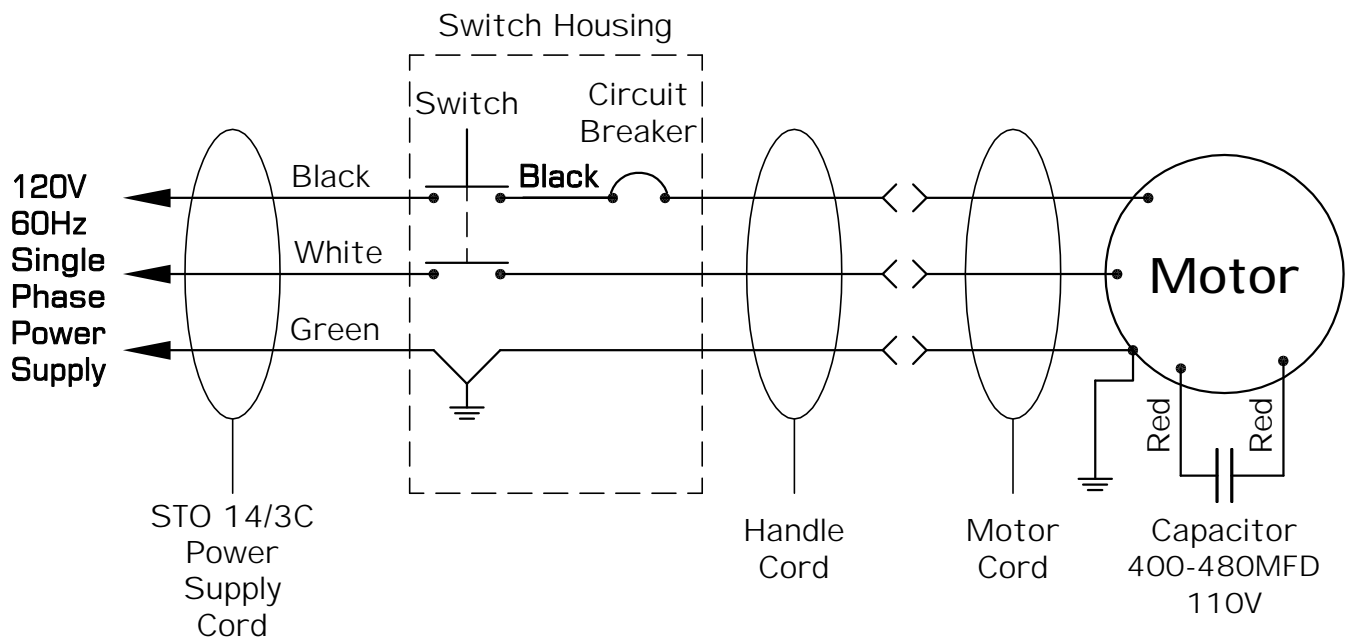 Switch Housing
Switch
Circuit
Breaker
120V
60Hz
Single
Phase
Power
Supply
Black
Black
White
Green
Motor
Red
Red
STO 14/3C
Power
Supply
Cord
Handle
Cord
Motor
Cord
Capacitor
400-480MFD
110V